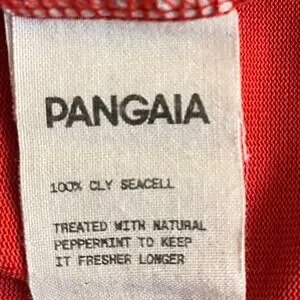 PANGAIA
100% CLY SEACELL
TREATED WITH NATURAL
PEPPERMINT TO KEEP
IT FRESHER LONGER